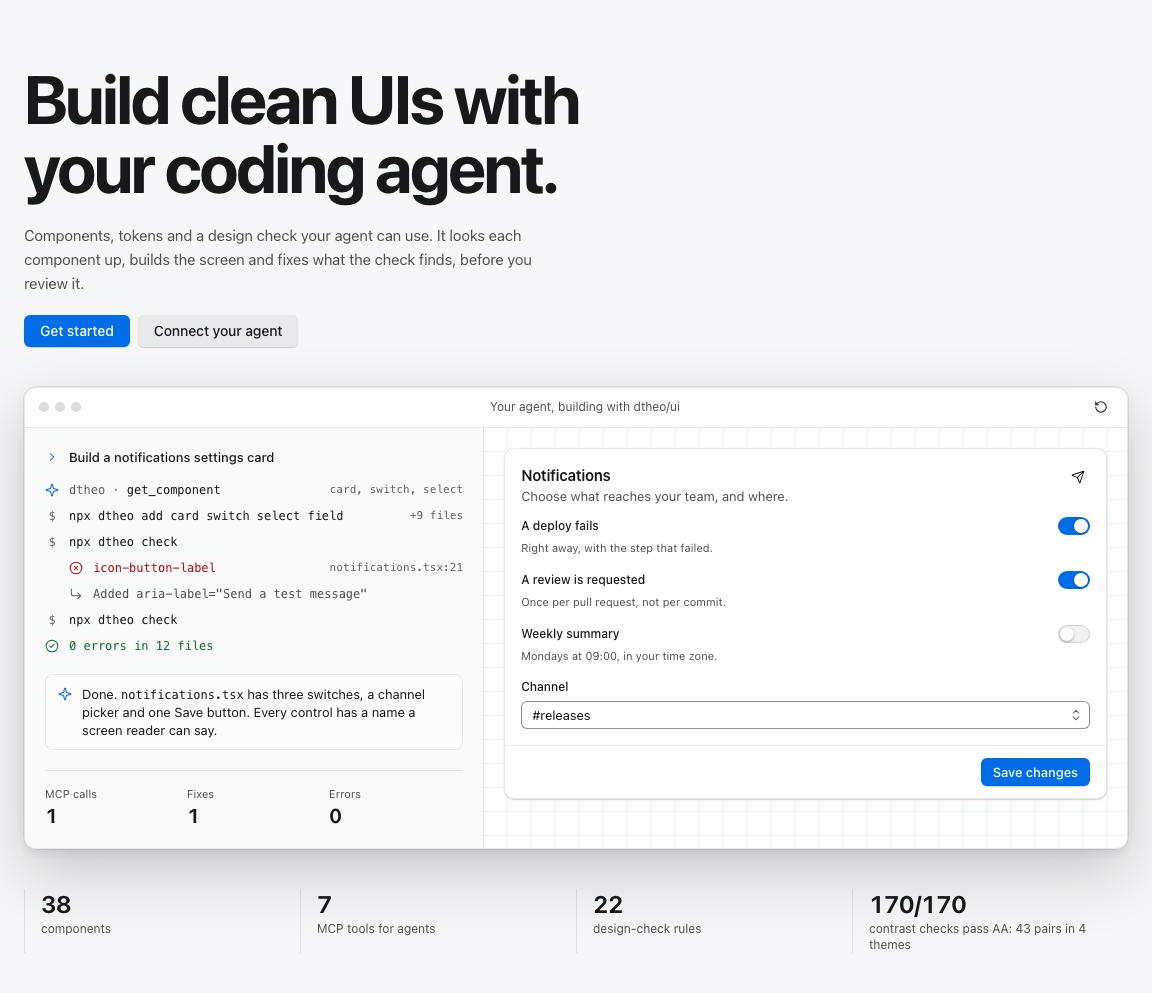 Build clean UIs with
your coding agent.
Components, tokens and a design check your agent can use. It looks each
component up, builds the screen and fixes what the check finds, before you
review it.
Get started
Connect your agent
Your agent, building with dtheo/ui
Build a notifications settings card
dtheo · get_component card, switch, select
$ npx dtheo add card switch select field +9 files
$ npx dtheo check
icon-button-label notifications.tsx:21
Added aria-label="Send a test message"
$ npx dtheo check
0 errors in 12 files
Done. notifications.tsx has three switches, a channel
picker and one Save button. Every control has a name a
screen reader can say.
MCP calls Fixes Errors
1 1 0
Notifications
Choose what reaches your team, and where.
A deploy fails
Right away, with the step that failed.
A review is requested
Once per pull request, not per commit.
Weekly summary
Mondays at 09:00, in your time zone.
Channel
#releases
Save changes
38
components
7
MCP tools for agents
22
design-check rules
170/170
contrast checks pass AA: 43 pairs in 4
themes